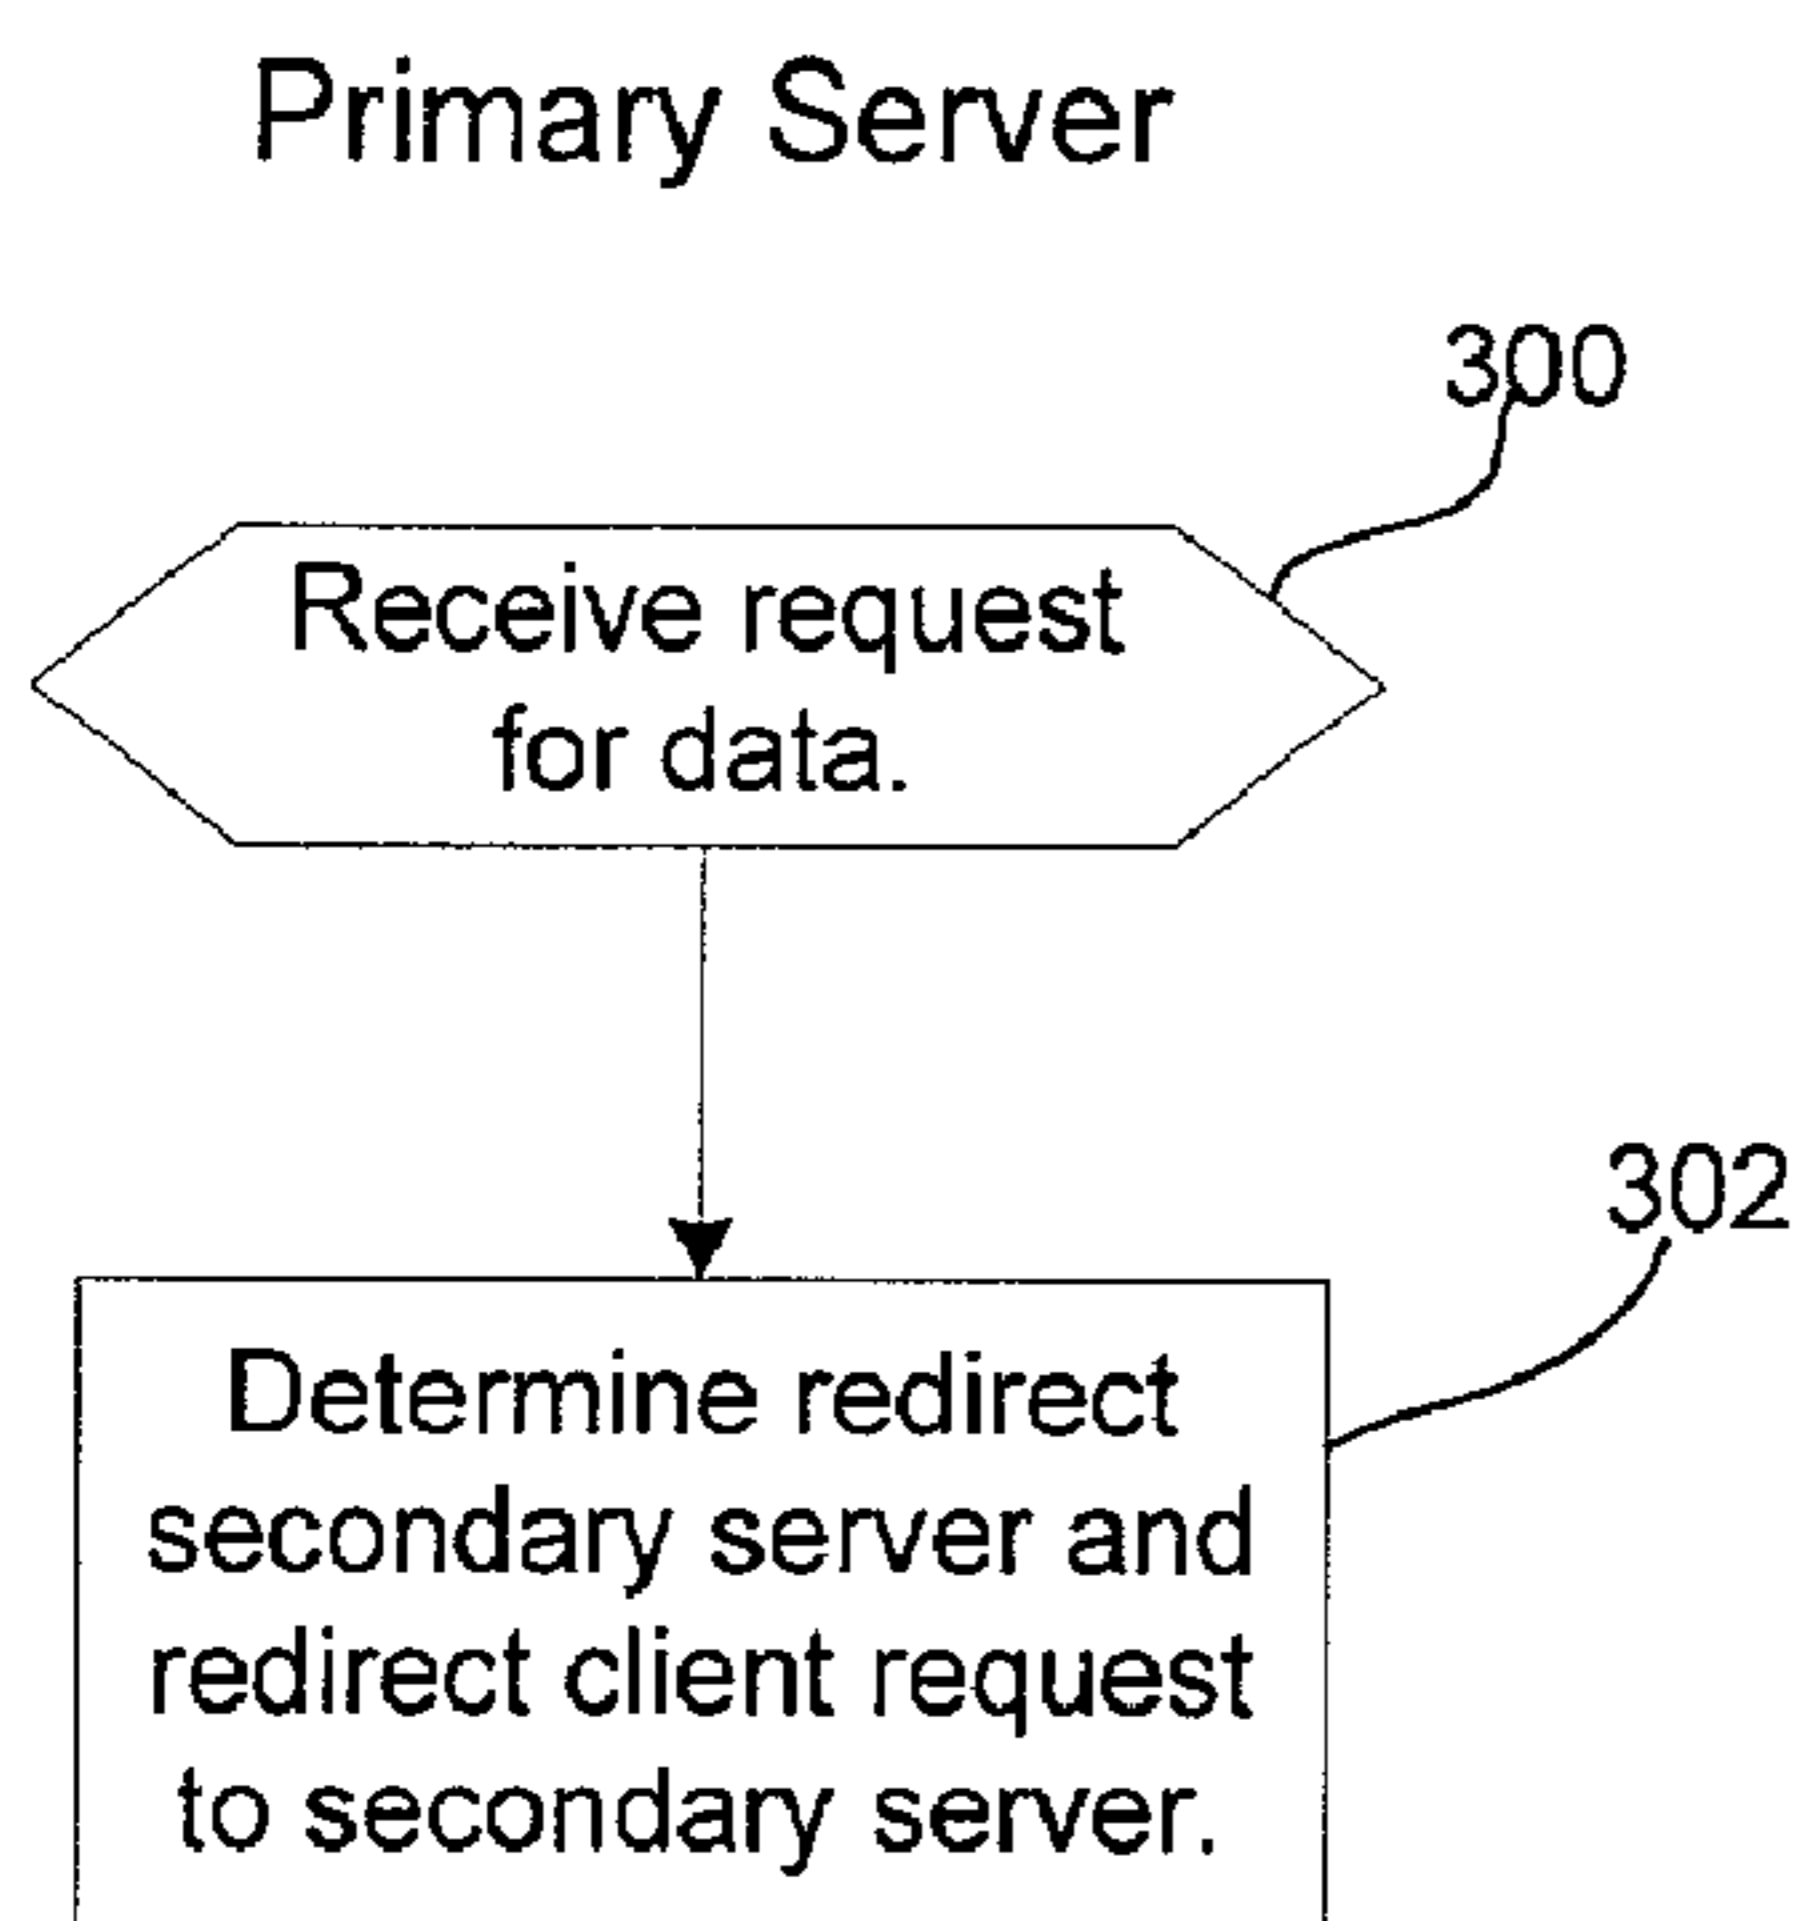 Primary Server
300
Receive request
for data.
302
Determine redirect
secondary server and
redirect client request
to secondary server.